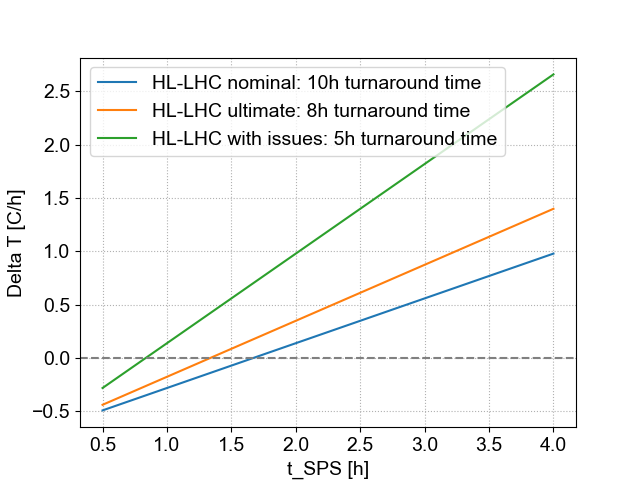 HL-LHC nominal: 10h turnaround time
HL-LHC ultimate: 8h turnaround time
HL-LHC with issues: 5h turnaround time
Delta T [C/h]
2.5
2.0
1.5
1.0
0.5
0.0
−0.5
0.5 1.0 1.5 2.0 2.5 3.0 3.5 4.0
t_SPS [h]